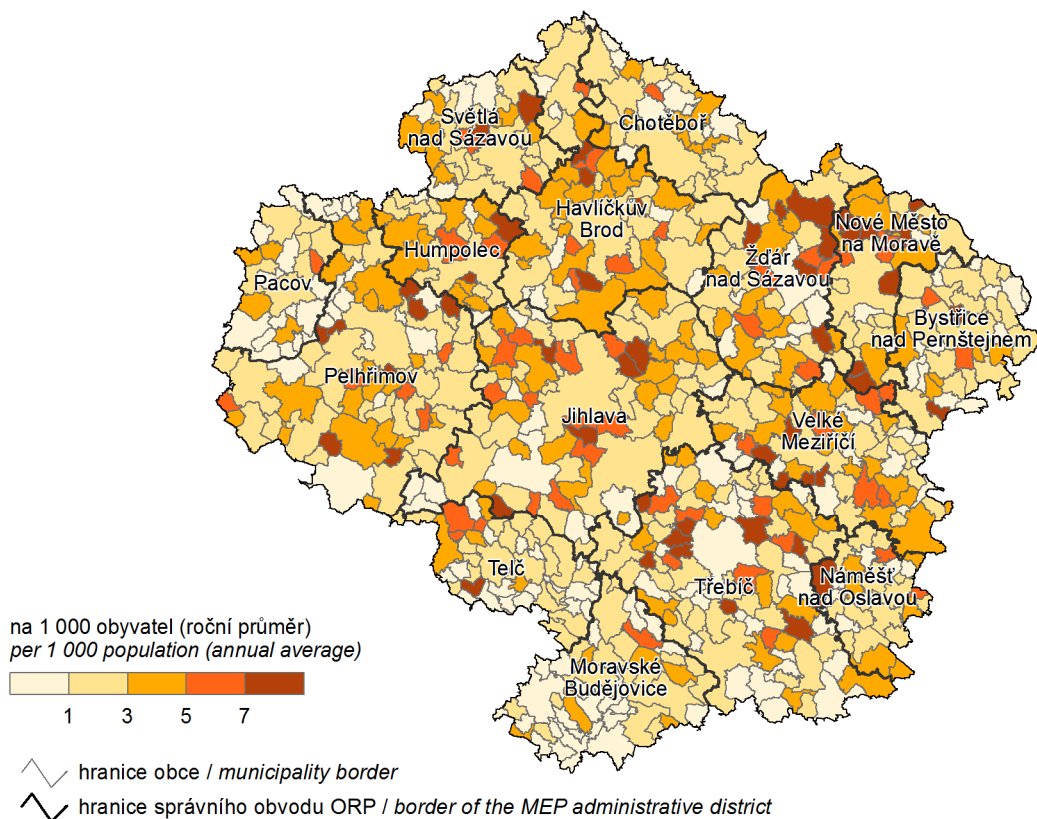 Světlá
nad Sázavou
Chotěboř
Havlíčkův
Brod
Nové Město
na Moravě
Humpolec
Žďár
nad Sázavou
Pacov
Bystřice
nad Pernštejnem
Pelhřimov
Jihlava
Velké
Meziříčí
Telč
Třebíč
Náměšť
nad Oslavou
Moravské
Budějovice
na 1 000 obyvatel (roční průměr)
per 1 000 population (annual average)
1 3 5 7
hranice obce / municipality border
hranice správního obvodu ORP / border of the MEP administrative district